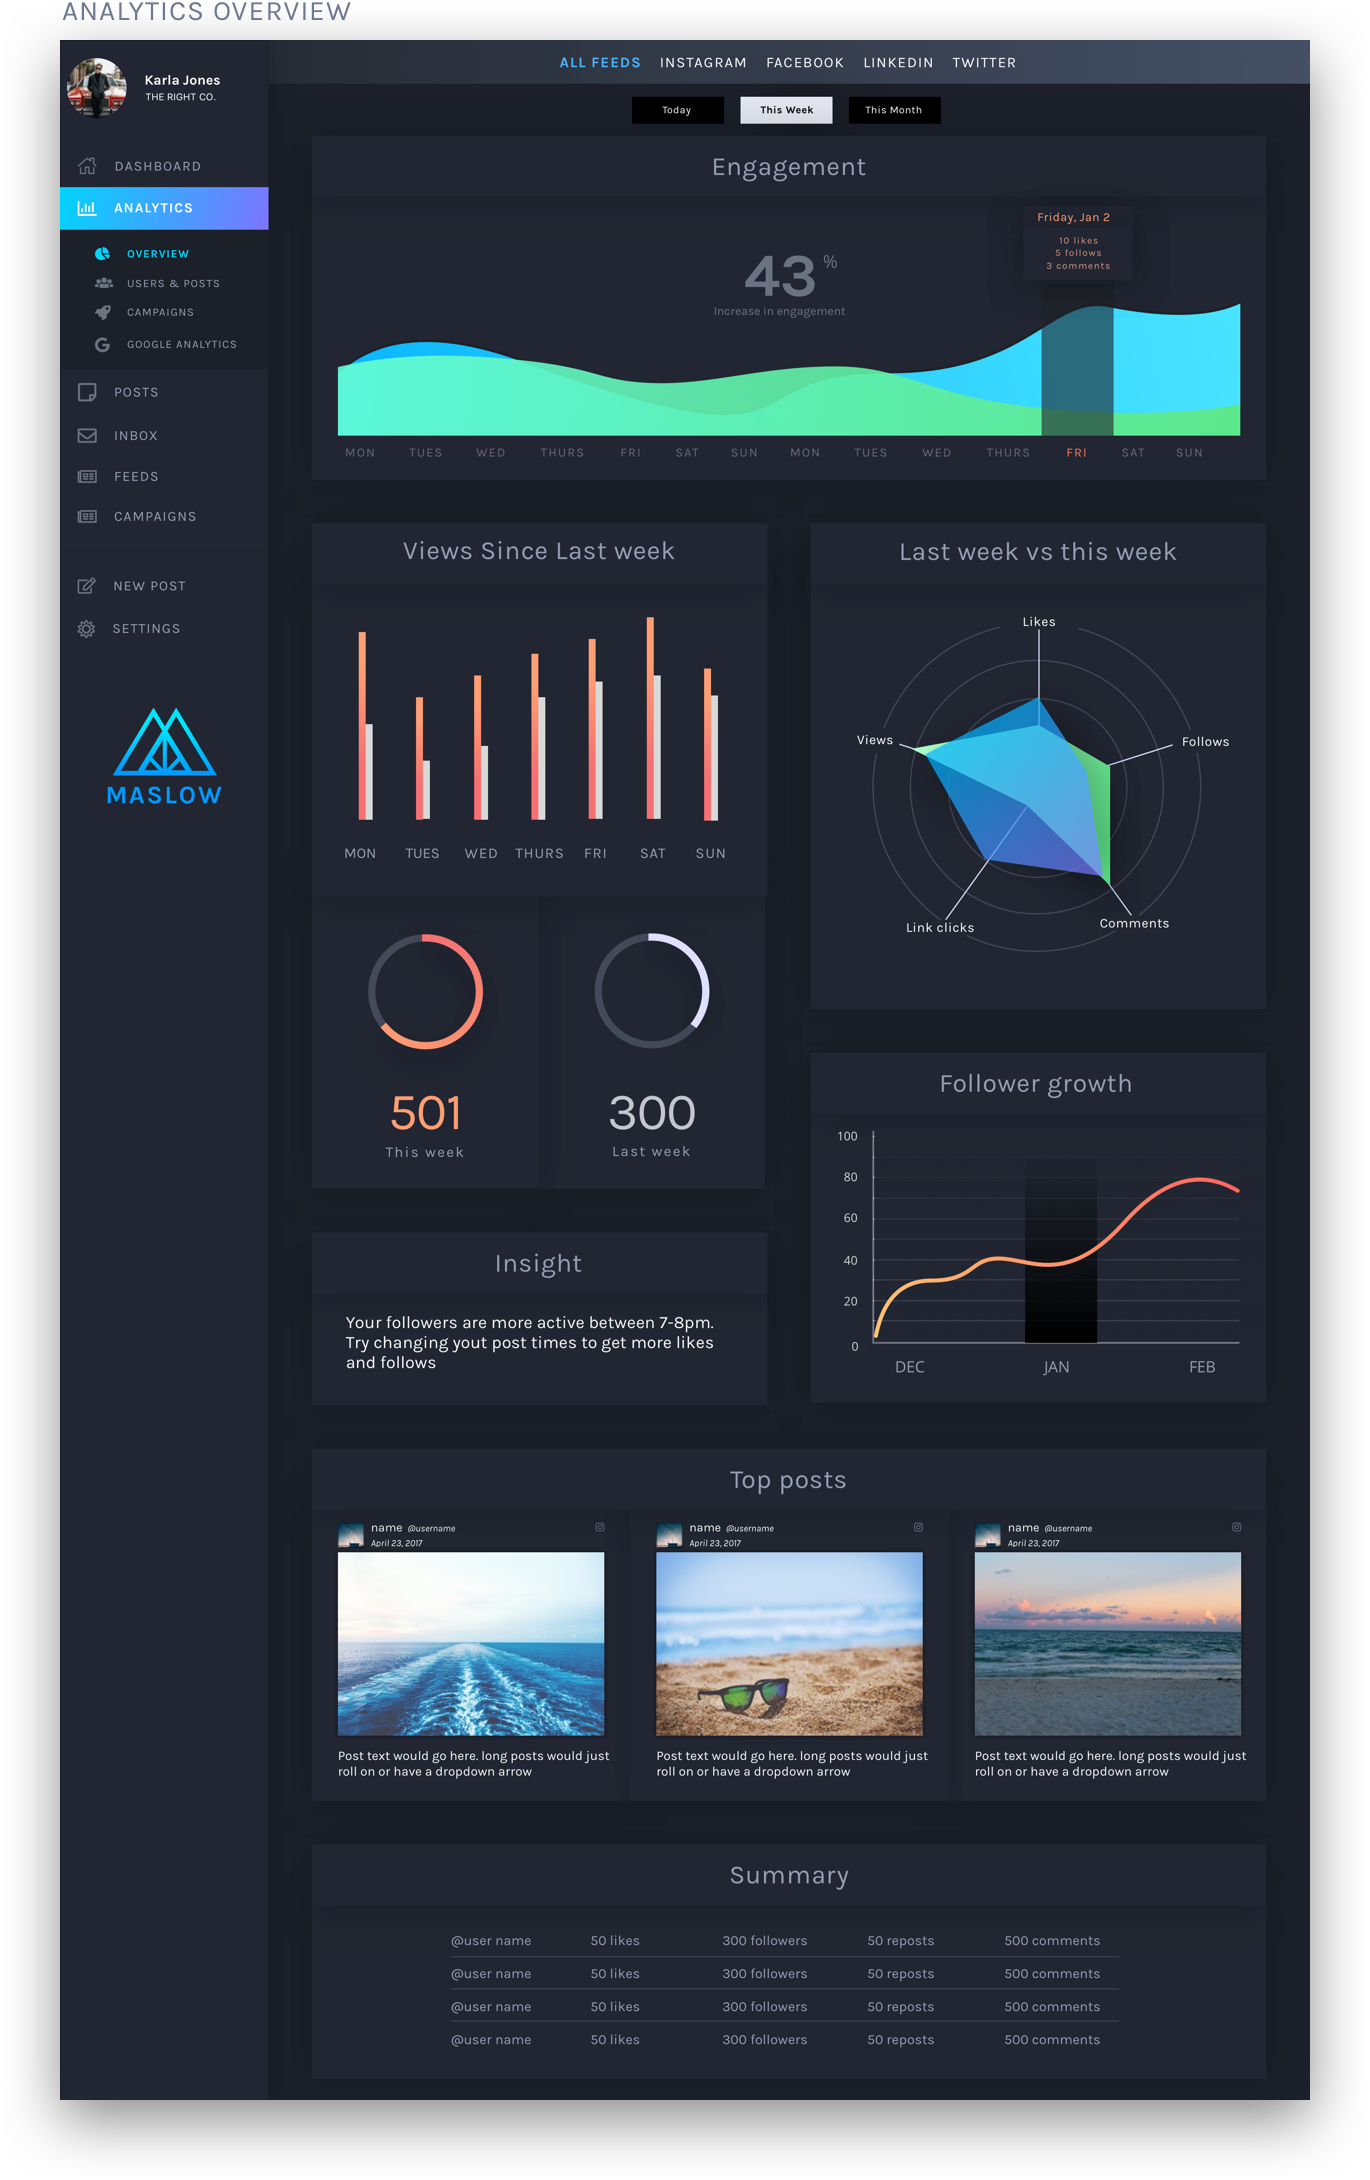 ANALYTICS OVERVIEW
Karla Jones
THE RIGHT CO.
DASHBOARD
ANALYTICS
OVERVIEW
USERS & POSTS
CAMPAIGNS
GOOGLE ANALYTICS
POSTS
INBOX
FEEDS
CAMPAIGNS
NEW POST
SETTINGS
MASLOW
ALL FEEDS INSTAGRAM FACEBOOK LINKEDIN TWITTER
Today This Week This Month
Engagement
Friday, Jan 2
10 likes
5 follows
3 comments
43 %
Increase in engagement
MON TUES WED THURS FRI SAT SUN MON TUES WED THURS FRI SAT SUN
Views Since Last week
MON TUES WED THURS FRI SAT SUN
501
This week
300
Last week
Last week vs this week
Likes
Views
Follows
Link clicks
Comments
Insight
Your followers are more active between 7-8pm.
Try changing yout post times to get more likes
and follows
Follower growth
100
80
60
40
20
0
DEC JAN FEB
Top posts
name @username
April 23, 2017
Post text would go here. long posts would just
roll on or have a dropdown arrow
name @username
April 23, 2017
Post text would go here. long posts would just
roll on or have a dropdown arrow
name @username
April 23, 2017
Post text would go here. long posts would just
roll on or have a dropdown arrow
Summary
@user name 50 likes 300 followers 50 reposts 500 comments
@user name 50 likes 300 followers 50 reposts 500 comments
@user name 50 likes 300 followers 50 reposts 500 comments
@user name 50 likes 300 followers 50 reposts 500 comments